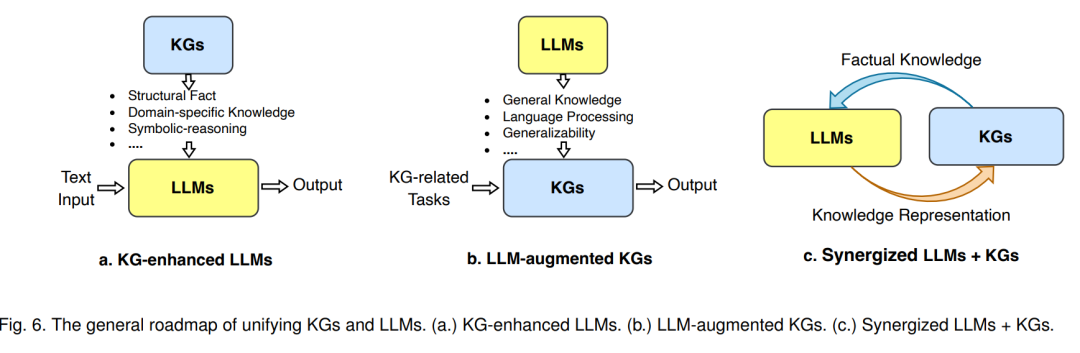 KGs
• Structural Fact
• Domain-specific Knowledge
• Symbolic-reasoning
• ....
Text
Input
LLMs
Output
a. KG-enhanced LLMs
LLMs
• General Knowledge
• Language Processing
• Generalizability
• ....
KG-related
Tasks
KGs
Output
b. LLM-augmented KGs
Factual Knowledge
LLMs
KGs
Knowledge Representation
c. Synergized LLMs + KGs
Fig. 6. The general roadmap of unifying KGs and LLMs. (a.) KG-enhanced LLMs. (b.) LLM-augmented KGs. (c.) Synergized LLMs + KGs.